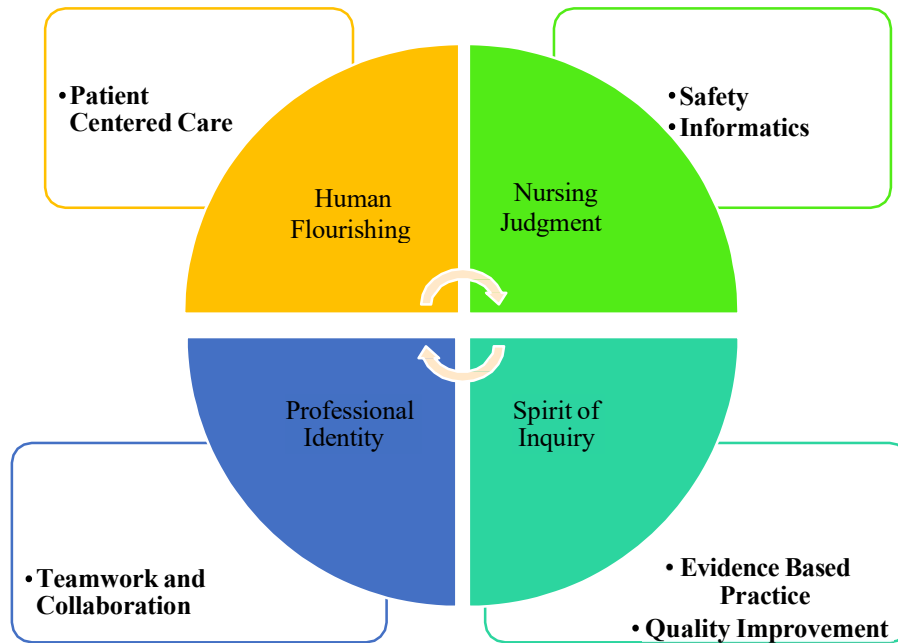 • Patient
Centered Care
• Safety
• Informatics
Human
Flourishing
Nursing
Judgment
Professional
Identity
Spirit of
Inquiry
• Teamwork and
Collaboration
• Evidence Based
Practice
• Quality Improvement